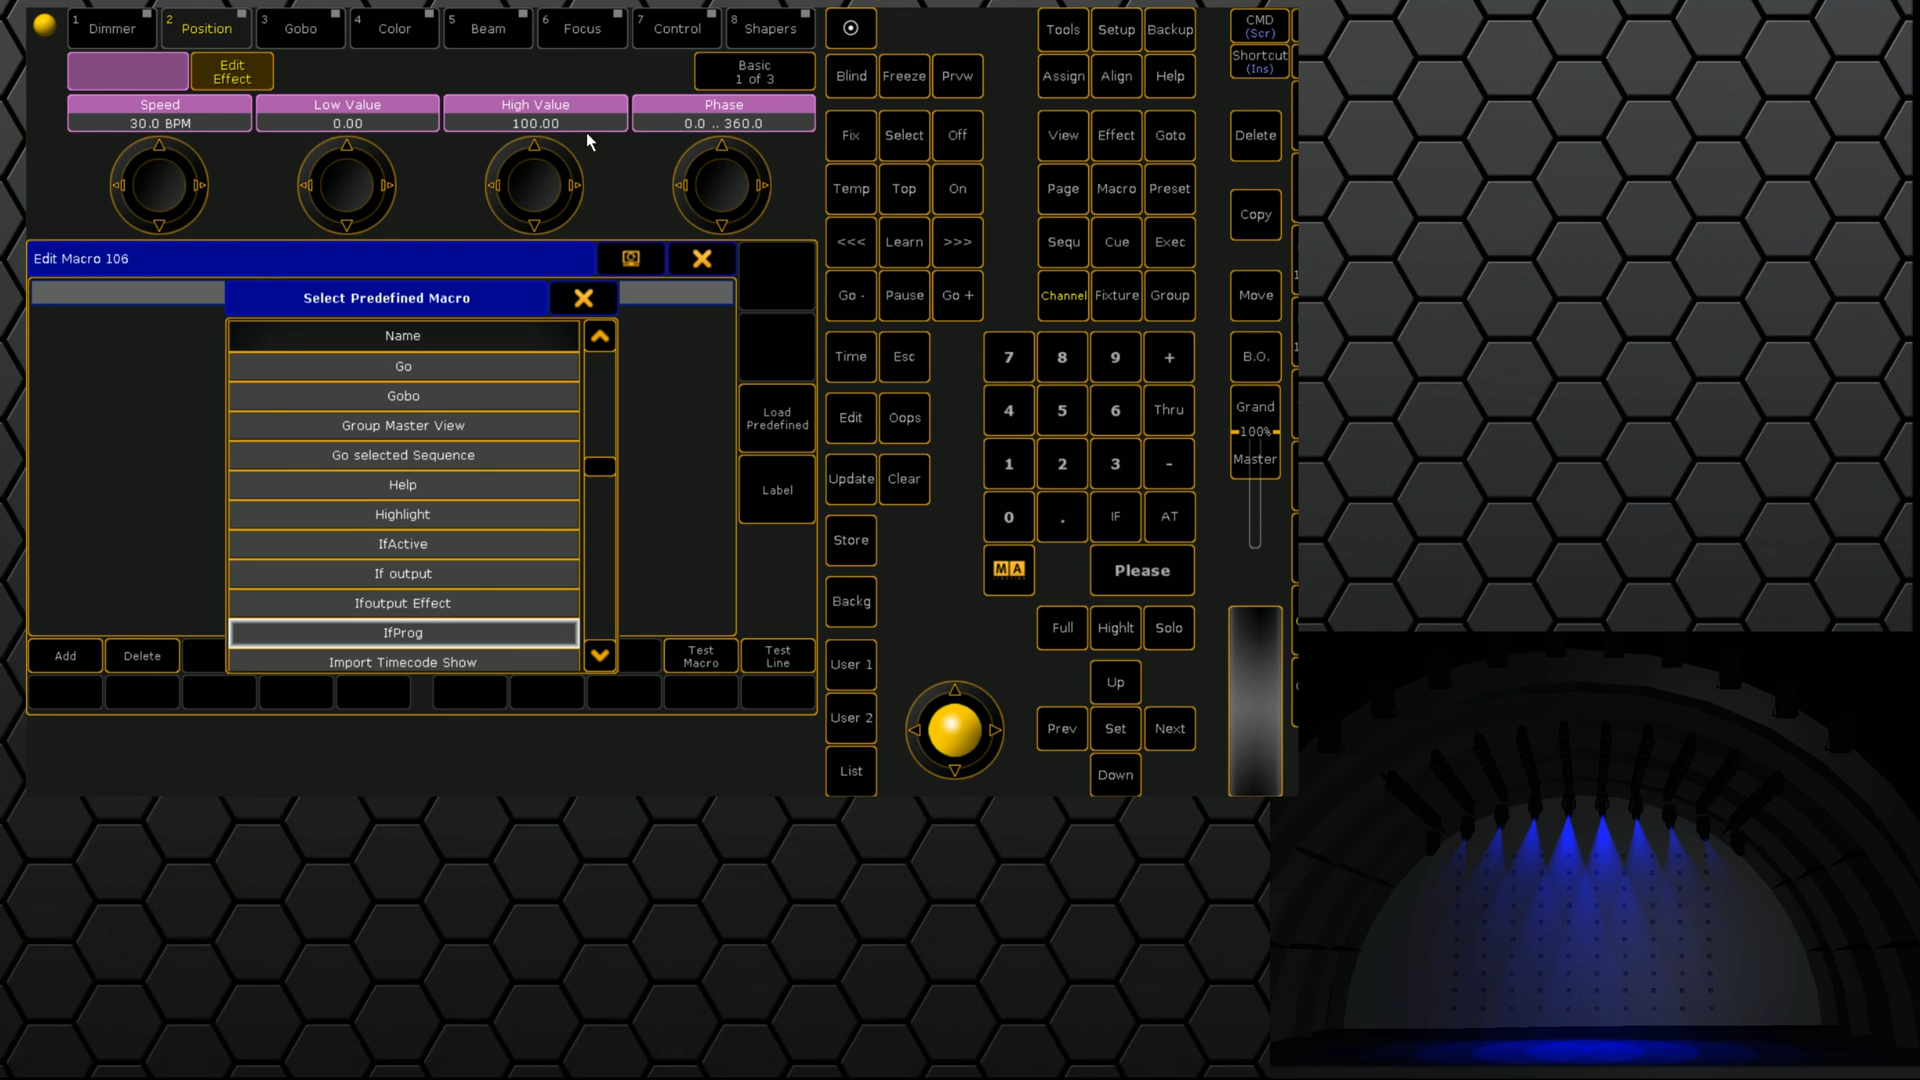 1 Dimmer
2 Position
3 Gobo
4 Color
5 Beam
6 Focus
7 Control
8 Shapers
Edit
Effect
Basic
1 of 3
Speed
30.0 BPM
Low Value
0.00
High Value
100.00
Phase
0.0 .. 360.0
Edit Macro 106
Select Predefined Macro
Name
Go
Gobo
Group Master View
Go selected Sequence
Help
Highlight
IfActive
If output
Ifoutput Effect
IfProg
Import Timecode Show
Load
Predefined
Label
Add
Delete
Test
Macro
Test
Line
Tools Setup Backup
Blind Freeze Prvw
Assign Align Help
Fix Select Off
View Effect Goto
Temp Top On
Page Macro Preset
<<< Learn >>>
Sequ Cue Exec
Go - Pause Go +
Channel Fixture Group
Time Esc
7 8 9 +
Edit Oops
4 5 6 Thru
Update Clear
1 2 3 -
Store
0 . IF AT
Backg
MA
Please
Full Highlt Solo
User 1
Up
User 2
Prev Set Next
List
Down
CMD
(Scr)
Shortcut
(Ins)
Delete
Copy
Move
B.O.
Grand
100%
Master